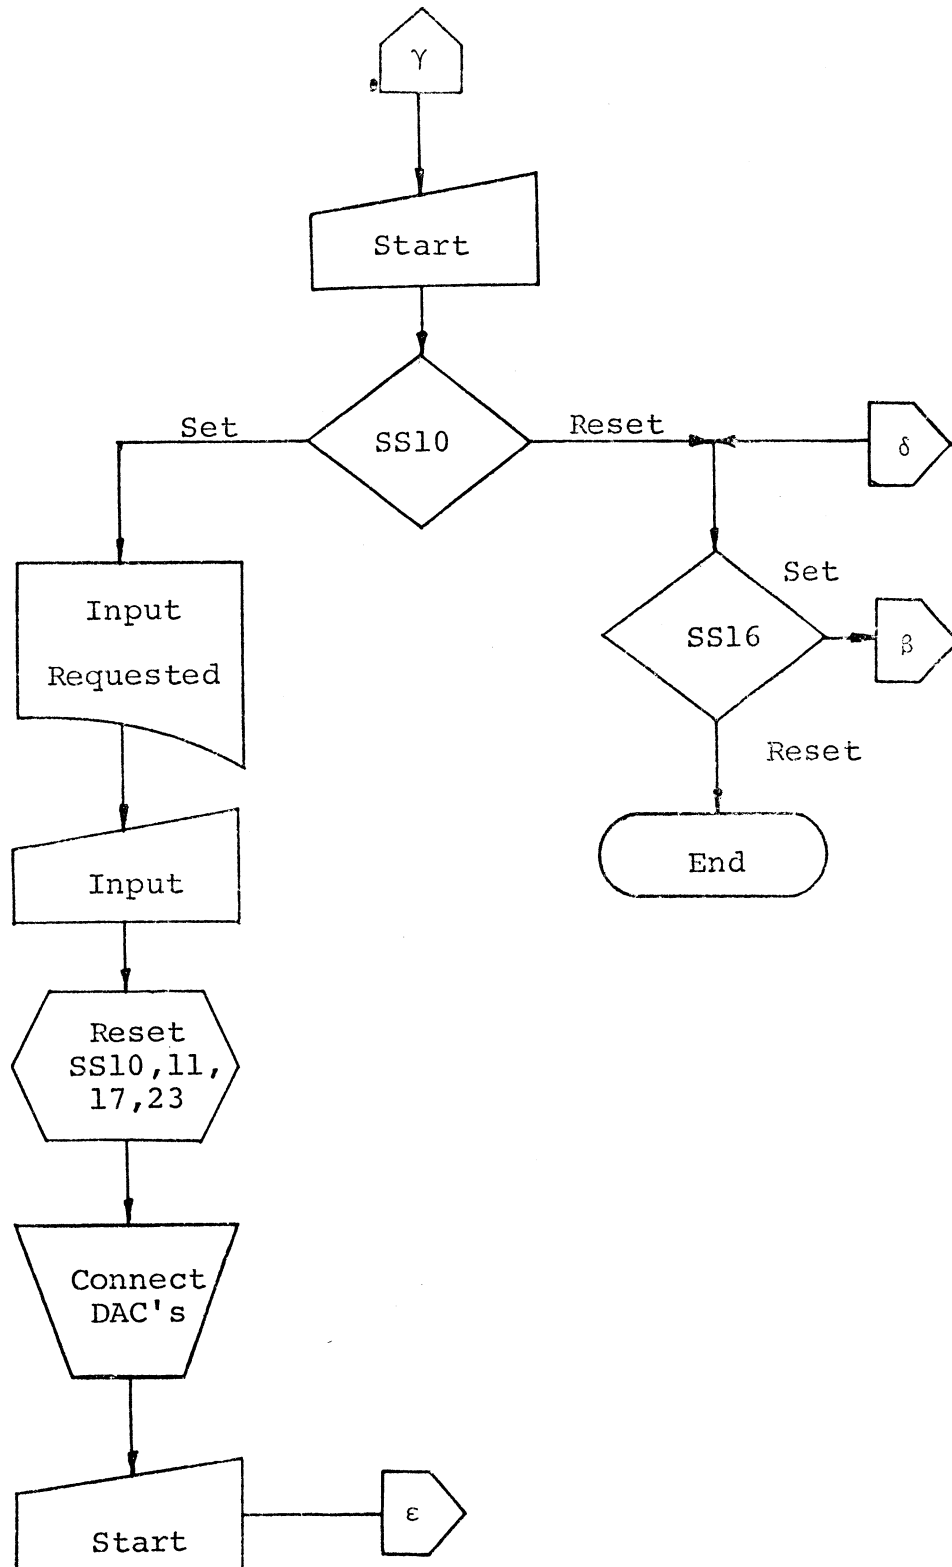 γ
Start
Set
SS10
Reset
δ
Input
Requested
Set
SS16
β
Reset
End
Input
Reset
SS10,11,
17,23
Connect
DAC's
Start
ε